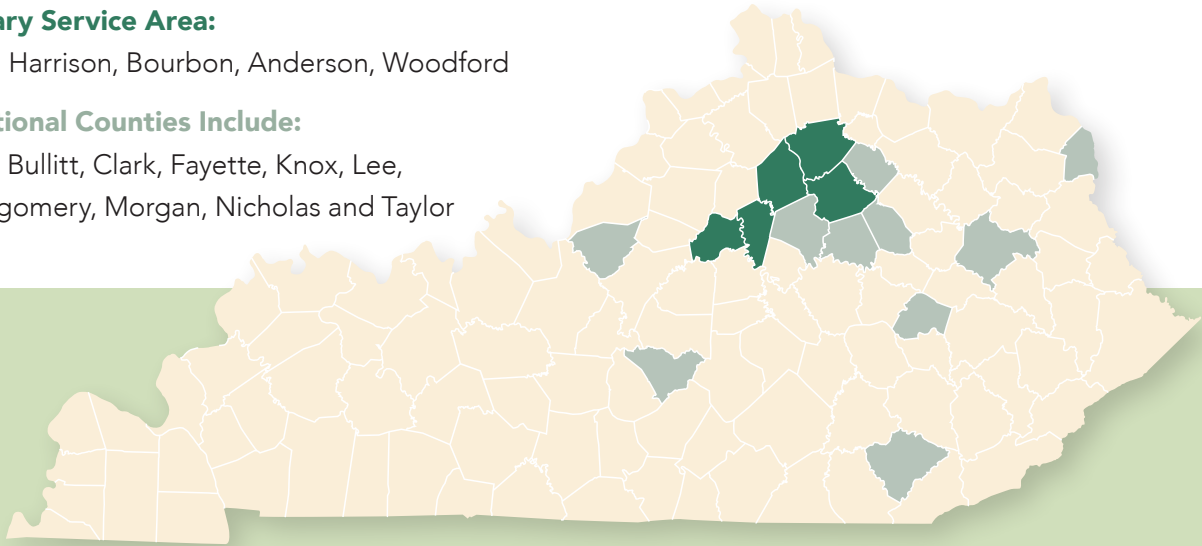 ary Service Area:
Harrison, Bourbon, Anderson, Woodford
tional Counties Include:
Bullitt, Clark, Fayette, Knox, Lee,
gomery, Morgan, Nicholas and Taylor